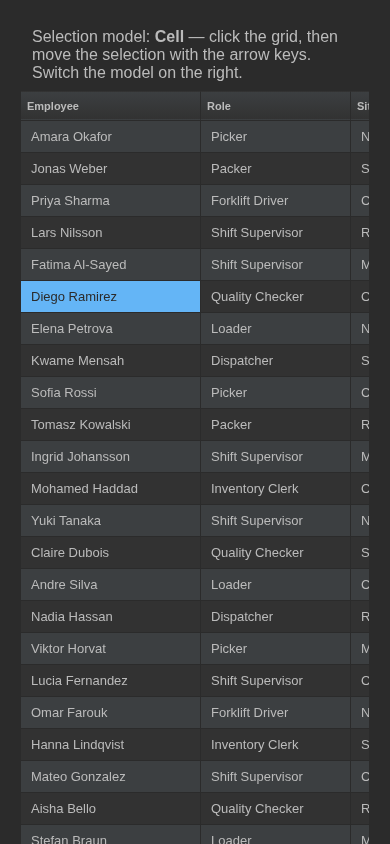 Selection model: Cell — click the grid, then
move the selection with the arrow keys.
Switch the model on the right.
Employee Role Sit
Amara Okafor Picker N
Jonas Weber Packer S
Priya Sharma Forklift Driver C
Lars Nilsson Shift Supervisor R
Fatima Al-Sayed Shift Supervisor M
Diego Ramirez Quality Checker C
Elena Petrova Loader N
Kwame Mensah Dispatcher S
Sofia Rossi Picker C
Tomasz Kowalski Packer R
Ingrid Johansson Shift Supervisor M
Mohamed Haddad Inventory Clerk C
Yuki Tanaka Shift Supervisor N
Claire Dubois Quality Checker S
Andre Silva Loader C
Nadia Hassan Dispatcher R
Viktor Horvat Picker M
Lucia Fernandez Shift Supervisor C
Omar Farouk Forklift Driver N
Hanna Lindqvist Inventory Clerk S
Mateo Gonzalez Shift Supervisor C
Aisha Bello Quality Checker R
Stefan Braun Loader M